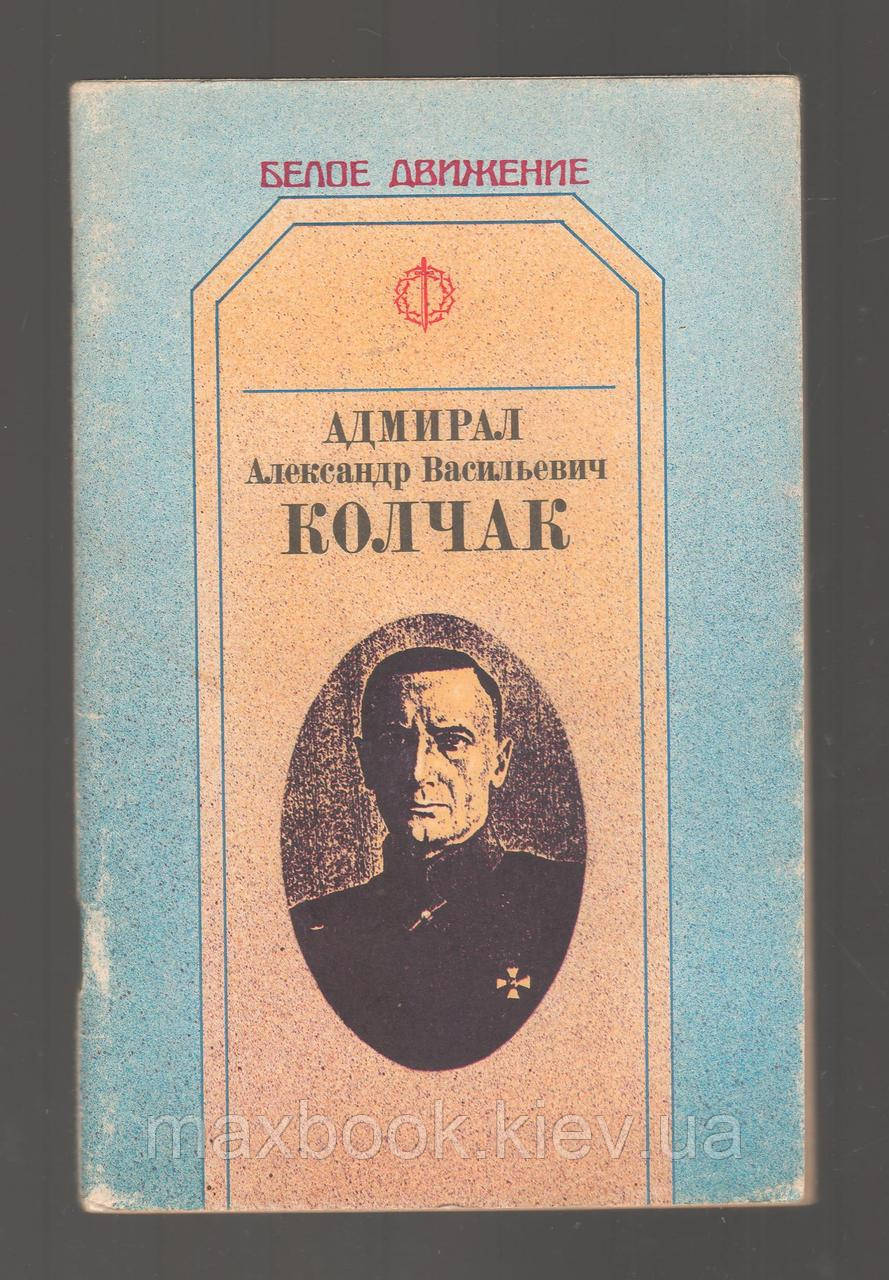 БЕЛОЕ ДВИЖЕНИЕ
АДМИРАЛ
Александр Васильевич
КОЛЧАК
maxbook.kiev.ua